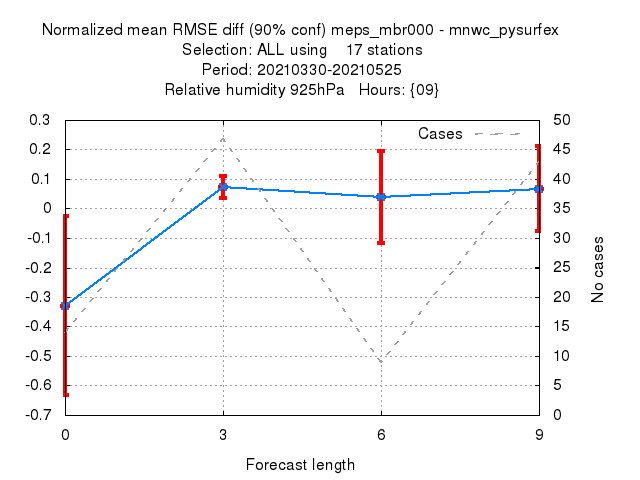 Normalized mean RMSE diff (90% conf) meps_mbr000 - mnwc_pysurfex
Selection: ALL using 17 stations
Period: 20210330-20210525
Relative humidity 925hPa Hours: {09}
Cases
0.3 50
0.2 45
0.1 40
0 35
-0.1 30
-0.2 25
-0.3 20
-0.4 15
-0.5 10
-0.6 5
-0.7 0
No cases
0 3 6 9
Forecast length